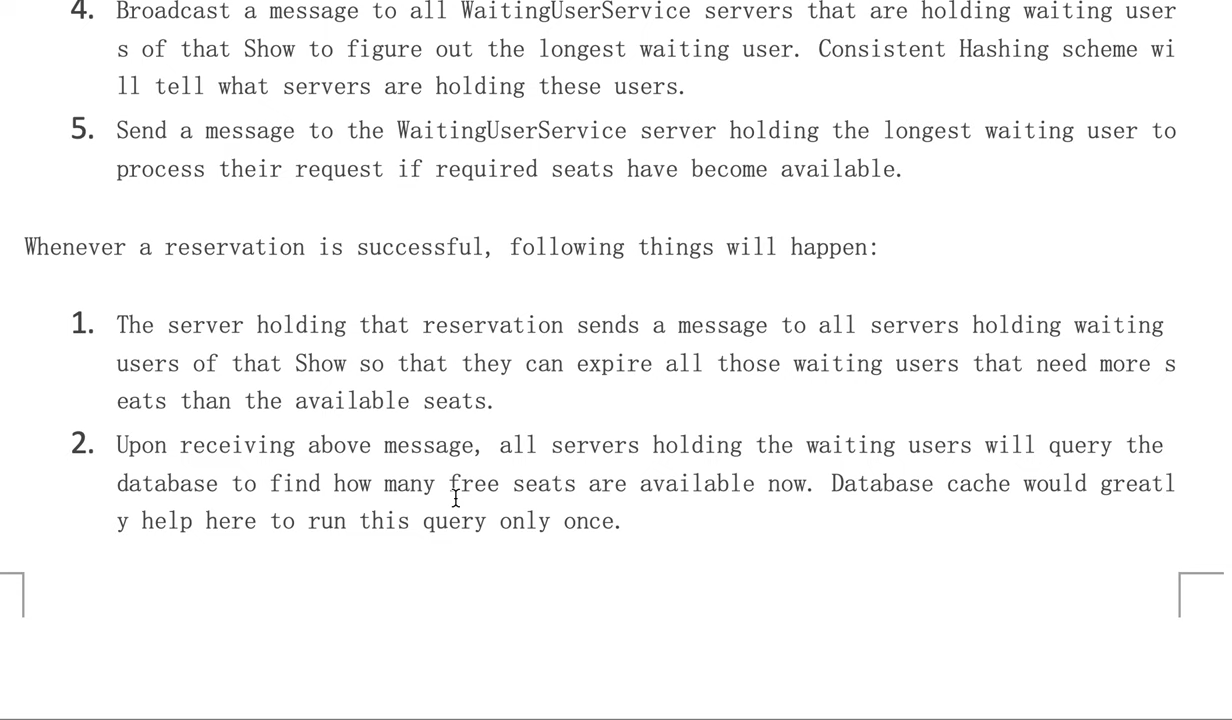 4. Broadcast a message to all WaitingUserService servers that are holding waiting user
s of that Show to figure out the longest waiting user. Consistent Hashing scheme wi
ll tell what servers are holding these users.
5. Send a message to the WaitingUserService server holding the longest waiting user to
process their request if required seats have become available.
Whenever a reservation is successful, following things will happen:
1. The server holding that reservation sends a message to all servers holding waiting
users of that Show so that they can expire all those waiting users that need more s
eats than the available seats.
2. Upon receiving above message, all servers holding the waiting users will query the
database to find how many free seats are available now. Database cache would greatl
y help here to run this query only once.